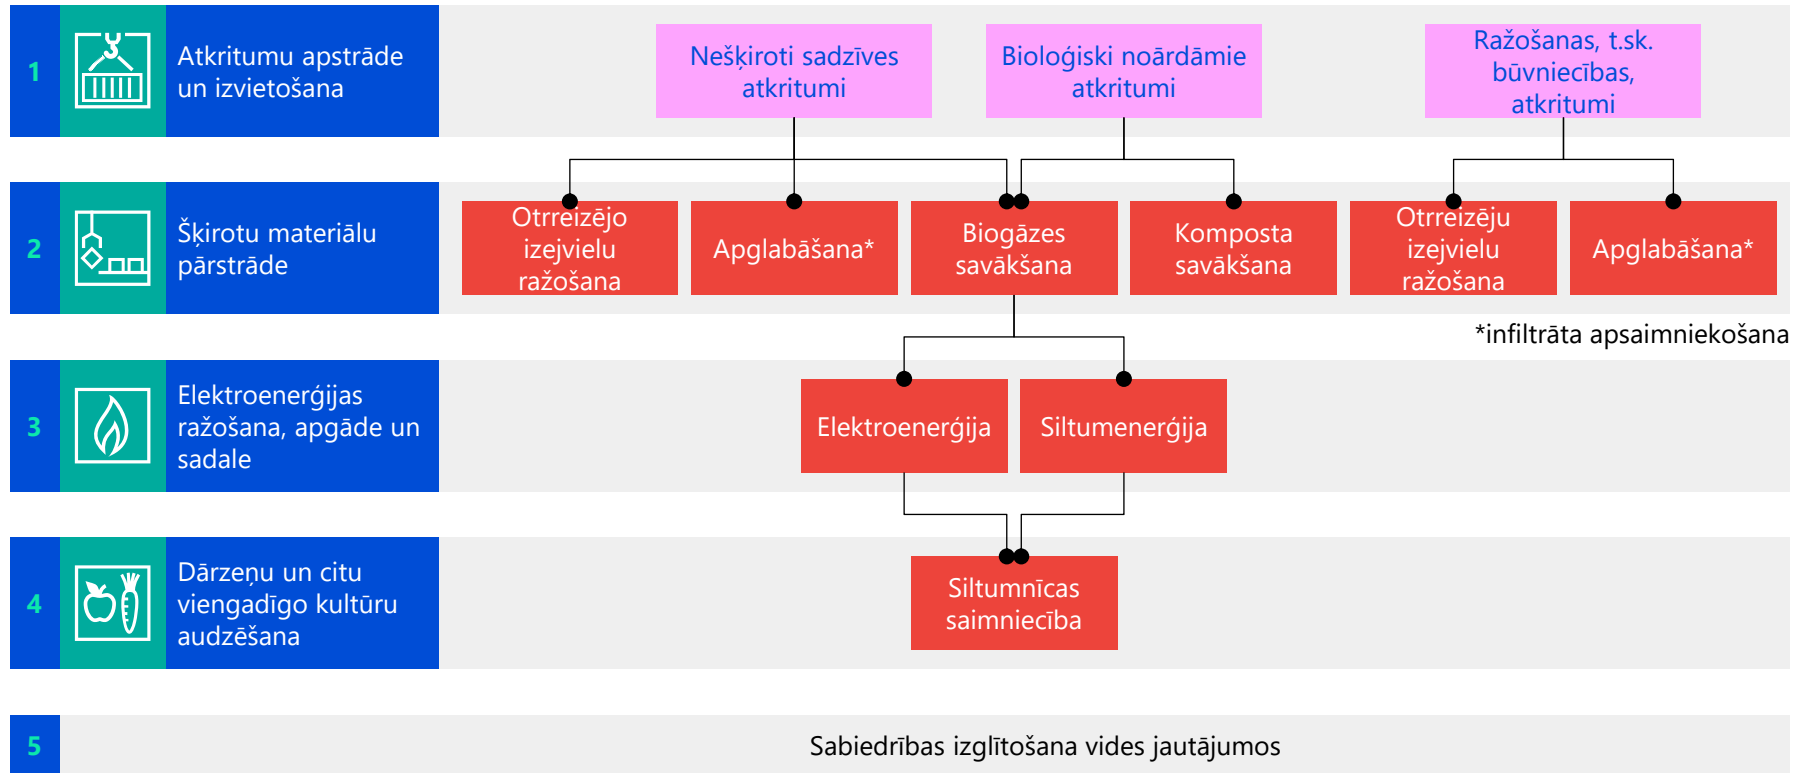 1
Atkritumu apstrāde
un izvietošana
Nešķiroti sadzīves
atkritumi
Bioloģiski noārdāmie
atkritumi
Ražošanas, t.sk.
būvniecības,
atkritumi
2
Šķirotu materiālu
pārstrāde
Otrreizējo
izejvielu
ražošana
Apglabāšana*
Biogāzes
savākšana
Komposta
savākšana
Otrreizēju
izejvielu
ražošana
Apglabāšana*
*infiltrāta apsaimniekošana
3
Elektroenerģijas
ražošana, apgāde un
sadale
Elektroenerģija
Siltumenerģija
4
Dārzeņu un citu
viengadīgo kultūru
audzēšana
Siltumnīcas
saimniecība
5
Sabiedrības izglītošana vides jautājumos